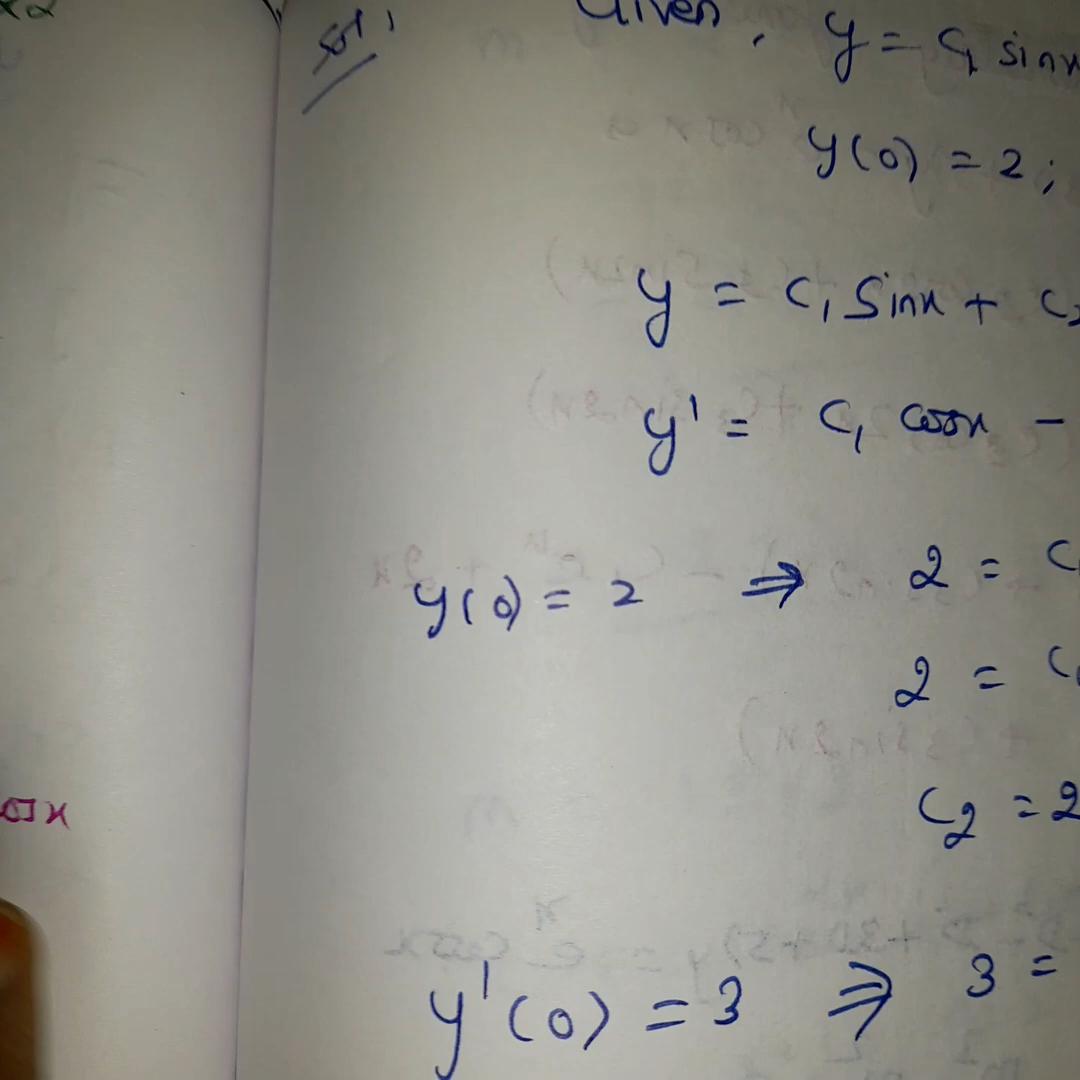 Sol:
Given, y = C₁ sinx
y(0) = 2;
y = C₁ Sinx + C₂
y' = C₁ cosx -
y(0) = 2 ⇒ 2 =
2 =
C₂ = 2
y'(0) = 3 ⇒ 3 =